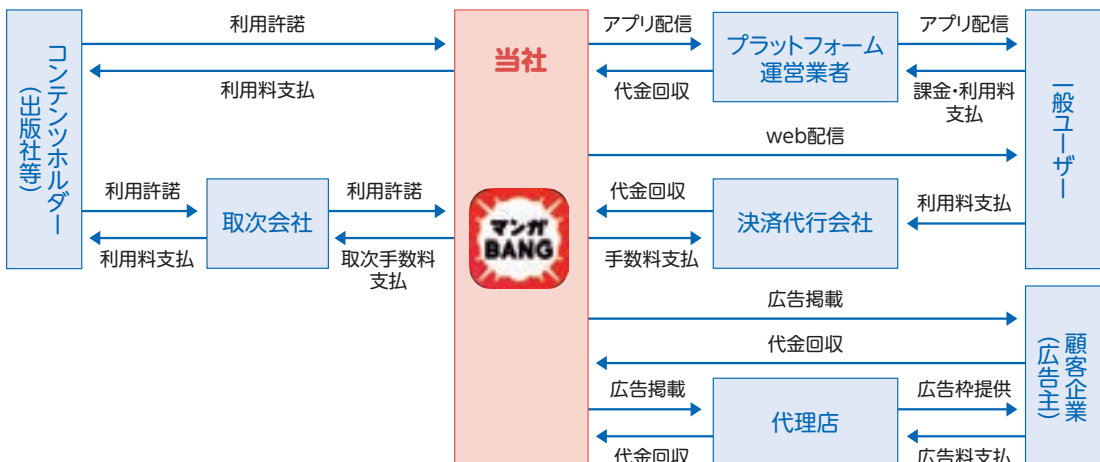 コンテンツホルダー
(出版社等)
利用許諾
利用料支払
利用許諾
利用料支払
取次会社
利用許諾
取次手数料
支払
当社
マンガ
BANG
アプリ配信
代金回収
プラットフォーム
運営業者
アプリ配信
課金・利用料
支払
web配信
代金回収
手数料支払
決済代行会社
利用料支払
一般ユーザー
広告掲載
代金回収
広告掲載
代金回収
代理店
広告枠提供
広告料支払
顧客企業
(広告主)